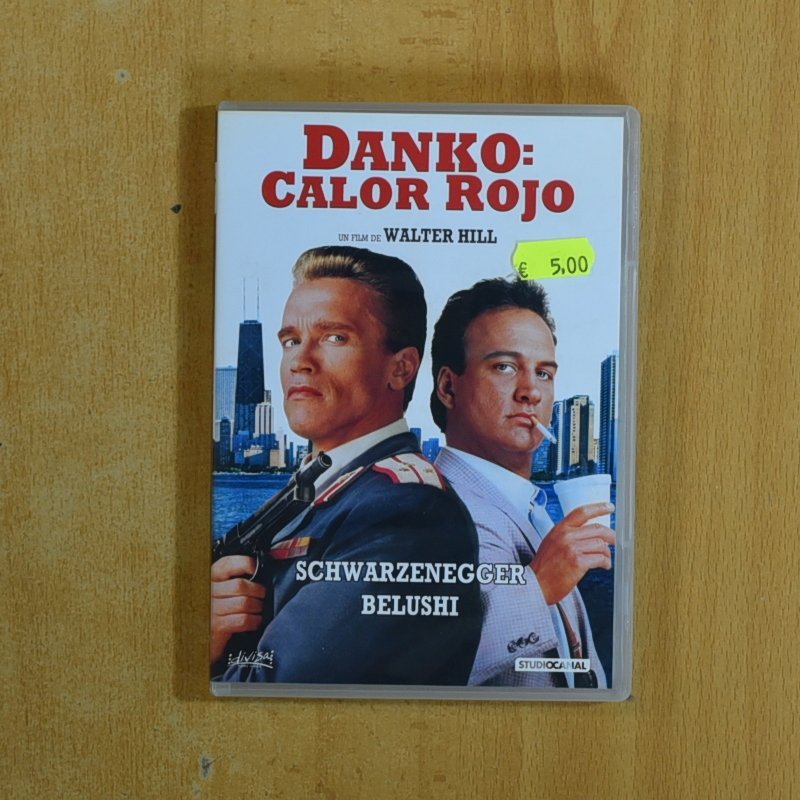 DANKO:
CALOR ROJO
UN FILM DE WALTER HILL
€ 5,00
SCHWARZENEGGER
BELUSHI
divisa
STUDIOCANAL